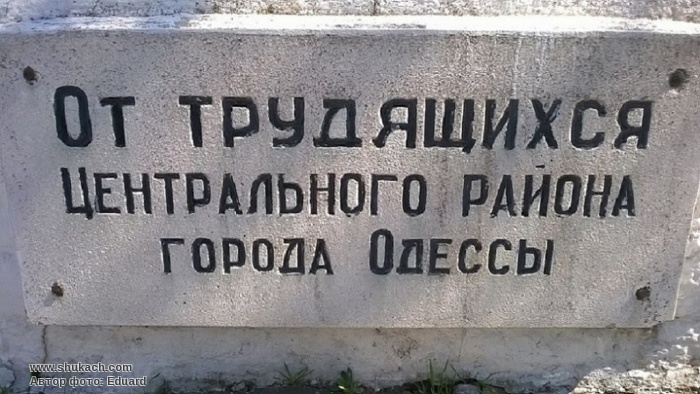 От трудящихся
Центрального района
города Одессы
www.shukach.com
Автор фото: Eduard